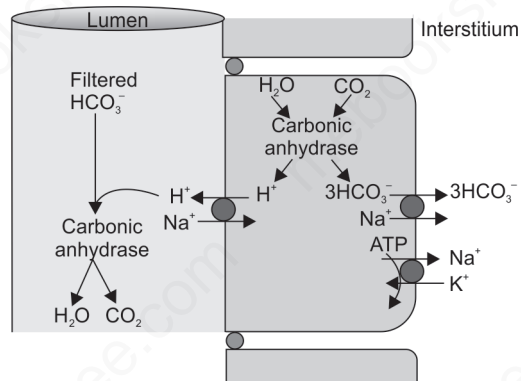 Lumen
Interstitium
Filtered
HCO₃⁻
H₂O
CO₂
Carbonic
anhydrase
H⁺
H⁺
3HCO₃⁻
3HCO₃⁻
Na⁺
Na⁺
Carbonic
anhydrase
ATP
Na⁺
K⁺
H₂O
CO₂